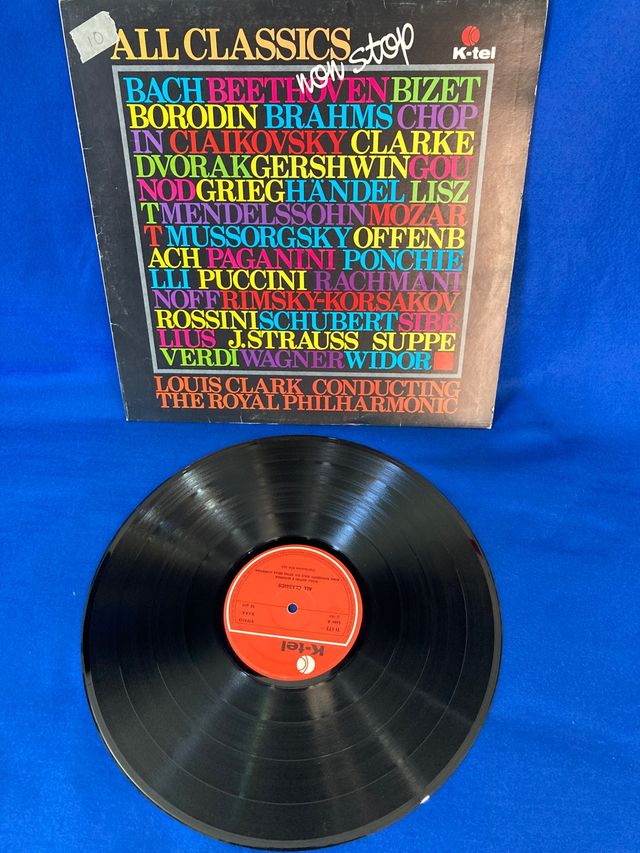 10
ALL CLASSICS
non stop
K-tel
BACH BEETHOVEN BIZET
BORODIN BRAHMS CHOP
IN CIAIKOVSKY CLARKE
DVORAK GERSHWIN GOU
NOD GRIEG HÄNDEL LISZ
T MENDELSSOHN MOZAR
T MUSSORGSKY OFFENB
ACH PAGANINI PONCHIE
LLI PUCCINI RACHMANI
NOFF RIMSKY-KORSAKOV
ROSSINI SCHUBERT SIBE
LIUS J. STRAUSS SUPPE
VERDI WAGNER WIDOR
LOUIS CLARK CONDUCTING
THE ROYAL PHILHARMONIC
K-tel
ALL CLASSICS